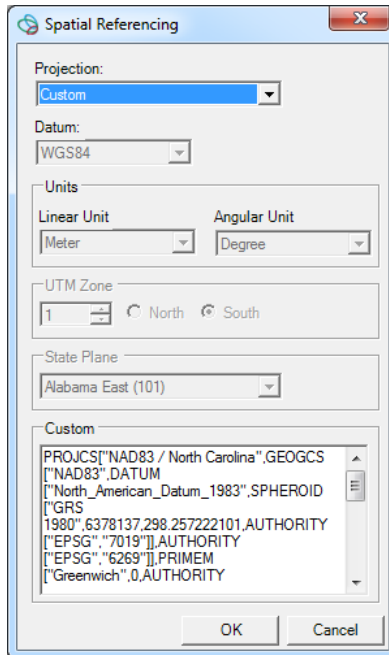 Spatial Referencing
Projection:
Custom
Datum:
WGS84
Units
Linear Unit
Angular Unit
Meter
Degree
UTM Zone
1
North
South
State Plane
Alabama East (101)
Custom
PROJCS["NAD83 / North Carolina",GEOGCS
["NAD83",DATUM
["North_American_Datum_1983",SPHEROID
["GRS
1980",6378137,298.257222101,AUTHORITY
["EPSG","7019"]],AUTHORITY
["EPSG","6269"]],PRIMEM
["Greenwich",0,AUTHORITY
OK
Cancel